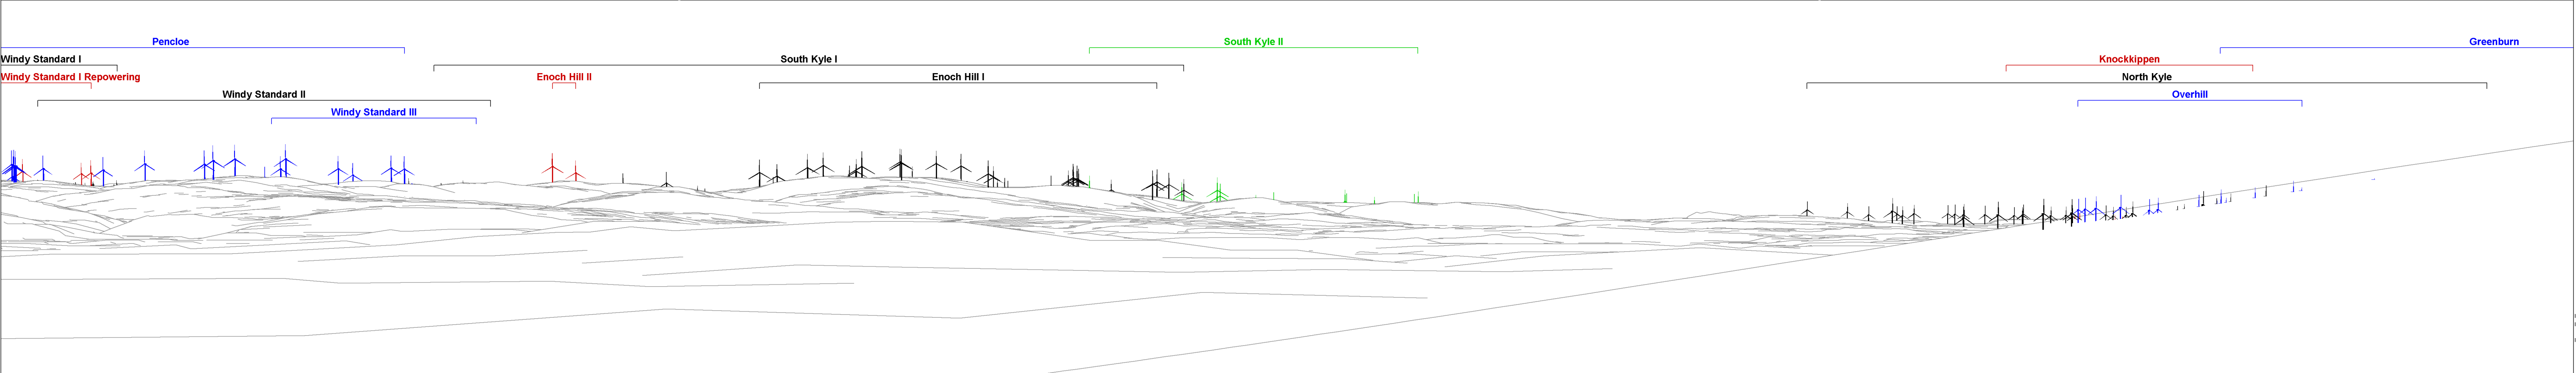 Pencloe
South Kyle II
Greenburn
Windy Standard I
South Kyle I
Knockkippen
Windy Standard I Repowering
Enoch Hill II
Enoch Hill I
North Kyle
Windy Standard II
Overhill
Windy Standard III